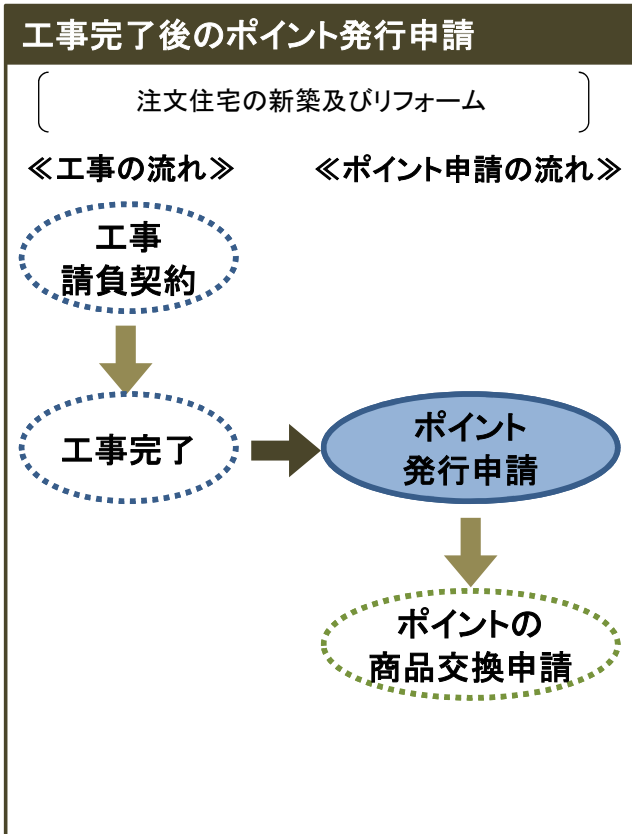 工事完了後のポイント発行申請
注文住宅の新築及びリフォーム
≪工事の流れ≫
≪ポイント申請の流れ≫
工事
請負契約
工事完了
ポイント
発行申請
ポイントの
商品交換申請